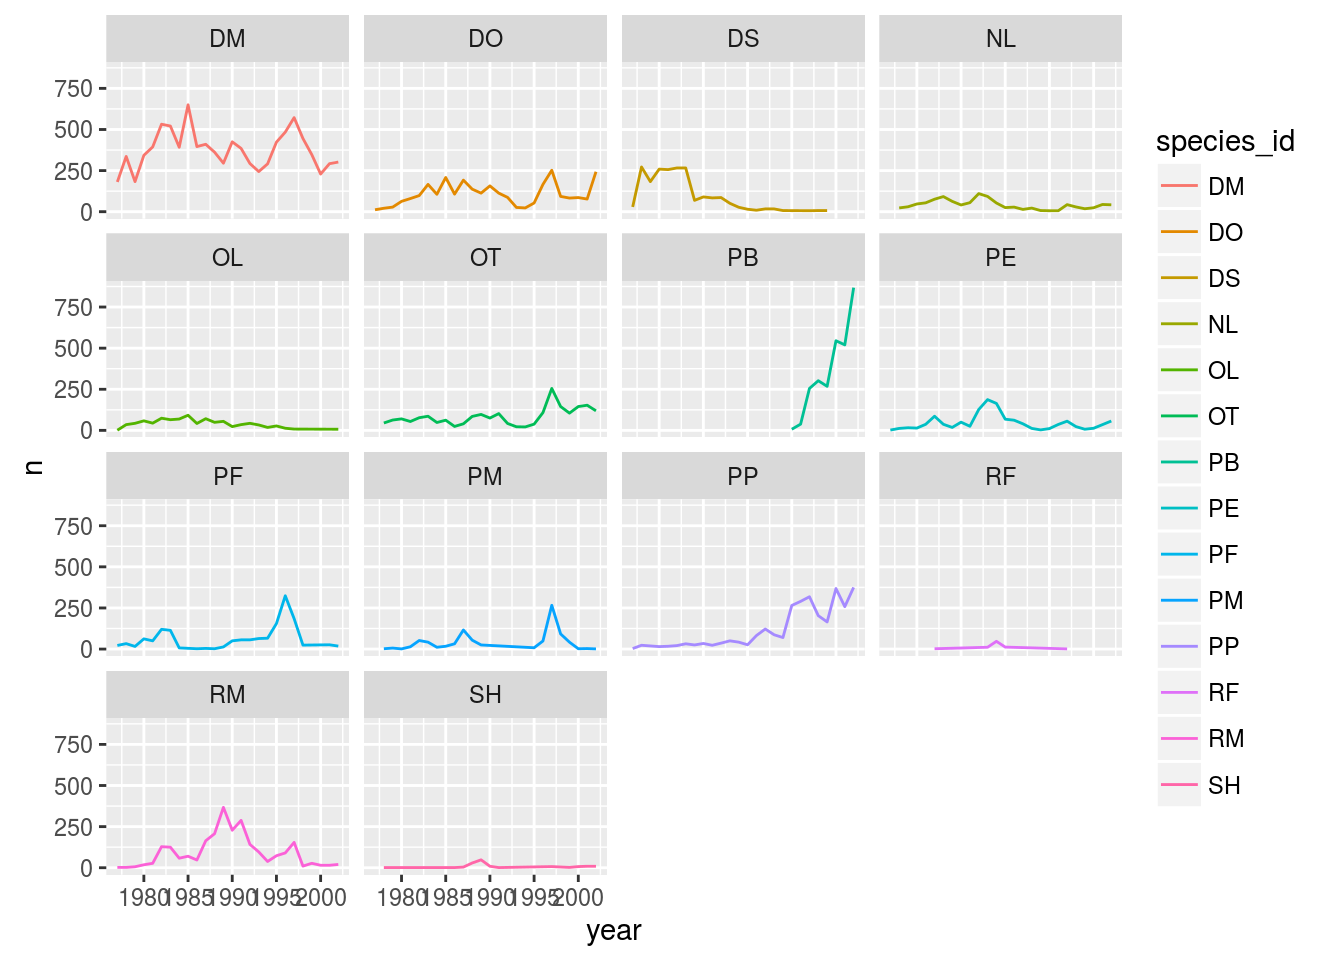 DM DO DS NL
750
500
250
0
OL OT PB PE
750
500
250
0
PF PM PP RF
750
500
250
0
RM SH
750
500
250
0
1980 1985 1990 1995 2000 1980 1985 1990 1995 2000
year
n
species_id
DM
DO
DS
NL
OL
OT
PB
PE
PF
PM
PP
RF
RM
SH